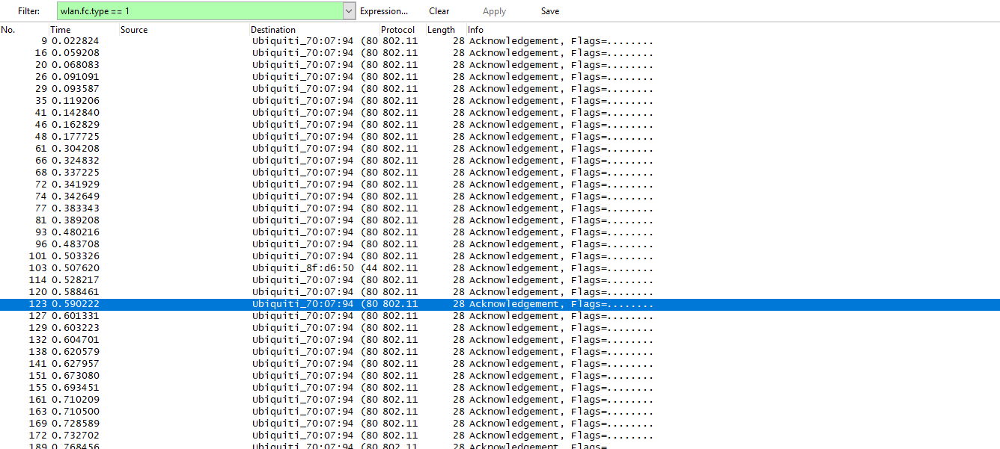 Filter: wlan.fc.type == 1 Expression... Clear Apply Save
No. Time Source Destination Protocol Length Info
9 0.022824 Ubiquiti_70:07:94 (80 802.11 28 Acknowledgement, Flags=........
16 0.059208 Ubiquiti_70:07:94 (80 802.11 28 Acknowledgement, Flags=........
20 0.068083 Ubiquiti_70:07:94 (80 802.11 28 Acknowledgement, Flags=........
26 0.091091 Ubiquiti_70:07:94 (80 802.11 28 Acknowledgement, Flags=........
29 0.093587 Ubiquiti_70:07:94 (80 802.11 28 Acknowledgement, Flags=........
35 0.119206 Ubiquiti_70:07:94 (80 802.11 28 Acknowledgement, Flags=........
41 0.142840 Ubiquiti_70:07:94 (80 802.11 28 Acknowledgement, Flags=........
46 0.162829 Ubiquiti_70:07:94 (80 802.11 28 Acknowledgement, Flags=........
48 0.177725 Ubiquiti_70:07:94 (80 802.11 28 Acknowledgement, Flags=........
61 0.304208 Ubiquiti_70:07:94 (80 802.11 28 Acknowledgement, Flags=........
66 0.324832 Ubiquiti_70:07:94 (80 802.11 28 Acknowledgement, Flags=........
68 0.337225 Ubiquiti_70:07:94 (80 802.11 28 Acknowledgement, Flags=........
72 0.341929 Ubiquiti_70:07:94 (80 802.11 28 Acknowledgement, Flags=........
74 0.342649 Ubiquiti_70:07:94 (80 802.11 28 Acknowledgement, Flags=........
77 0.383343 Ubiquiti_70:07:94 (80 802.11 28 Acknowledgement, Flags=........
81 0.389208 Ubiquiti_70:07:94 (80 802.11 28 Acknowledgement, Flags=........
93 0.480216 Ubiquiti_70:07:94 (80 802.11 28 Acknowledgement, Flags=........
96 0.483708 Ubiquiti_70:07:94 (80 802.11 28 Acknowledgement, Flags=........
101 0.503326 Ubiquiti_70:07:94 (80 802.11 28 Acknowledgement, Flags=........
103 0.507620 Ubiquiti_8f:d6:50 (44 802.11 28 Acknowledgement, Flags=........
114 0.528217 Ubiquiti_70:07:94 (80 802.11 28 Acknowledgement, Flags=........
120 0.588461 Ubiquiti_70:07:94 (80 802.11 28 Acknowledgement, Flags=........
123 0.590222 Ubiquiti_70:07:94 (80 802.11 28 Acknowledgement, Flags=........
127 0.601331 Ubiquiti_70:07:94 (80 802.11 28 Acknowledgement, Flags=........
129 0.603223 Ubiquiti_70:07:94 (80 802.11 28 Acknowledgement, Flags=........
132 0.604701 Ubiquiti_70:07:94 (80 802.11 28 Acknowledgement, Flags=........
138 0.620579 Ubiquiti_70:07:94 (80 802.11 28 Acknowledgement, Flags=........
141 0.627957 Ubiquiti_70:07:94 (80 802.11 28 Acknowledgement, Flags=........
151 0.673080 Ubiquiti_70:07:94 (80 802.11 28 Acknowledgement, Flags=........
155 0.693451 Ubiquiti_70:07:94 (80 802.11 28 Acknowledgement, Flags=........
161 0.710209 Ubiquiti_70:07:94 (80 802.11 28 Acknowledgement, Flags=........
163 0.710500 Ubiquiti_70:07:94 (80 802.11 28 Acknowledgement, Flags=........
169 0.728589 Ubiquiti_70:07:94 (80 802.11 28 Acknowledgement, Flags=........
172 0.732702 Ubiquiti_70:07:94 (80 802.11 28 Acknowledgement, Flags=........
189 0.768456 Ubiquiti_70:07:94 (80 802.11 28 Acknowledgement, Flags=